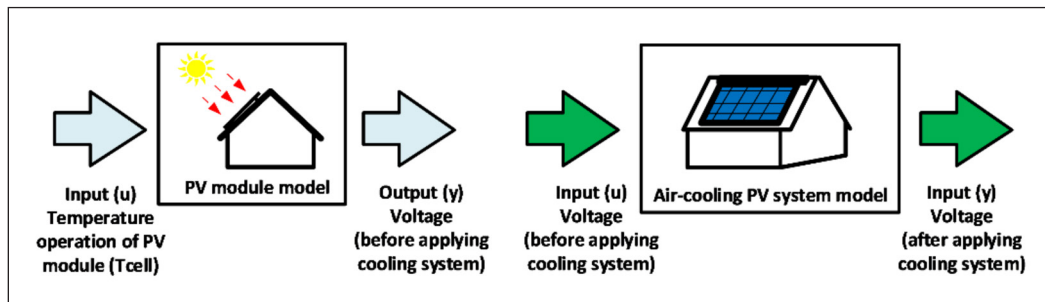 PV module model
Input (u)
Temperature
operation of PV
module (Tcell)
Output (y)
Voltage
(before applying
cooling system)
Input (u)
Voltage
(before applying
cooling system)
Air-cooling PV system model
Input (y)
Voltage
(after applying
cooling system)